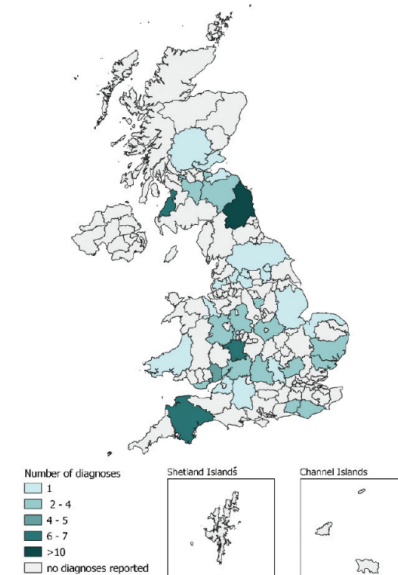 Number of diagnoses
1
2 - 4
4 - 5
6 - 7
>10
no diagnoses reported
Shetland Islands
Channel Islands